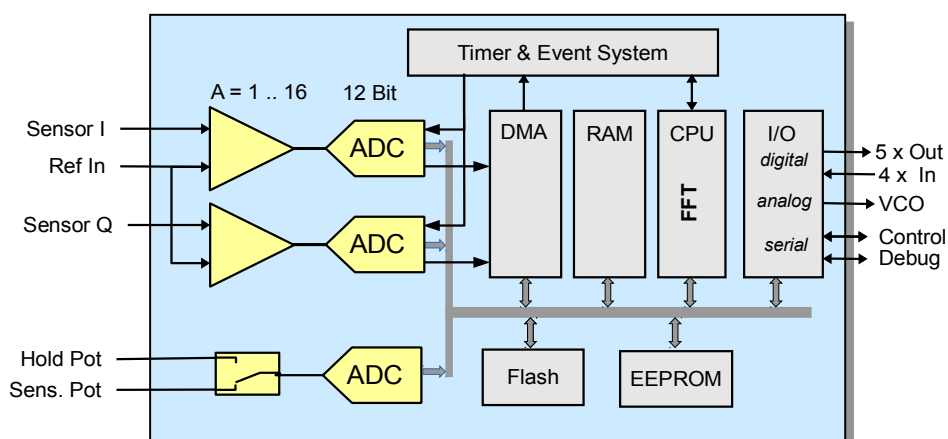 Timer & Event System
A = 1 .. 16
12 Bit
Sensor I
Ref In
Sensor Q
Hold Pot
Sens. Pot
ADC
ADC
ADC
DMA
RAM
CPU
FFT
I/O
digital
analog
serial
5 x Out
4 x In
VCO
Control
Debug
Flash
EEPROM